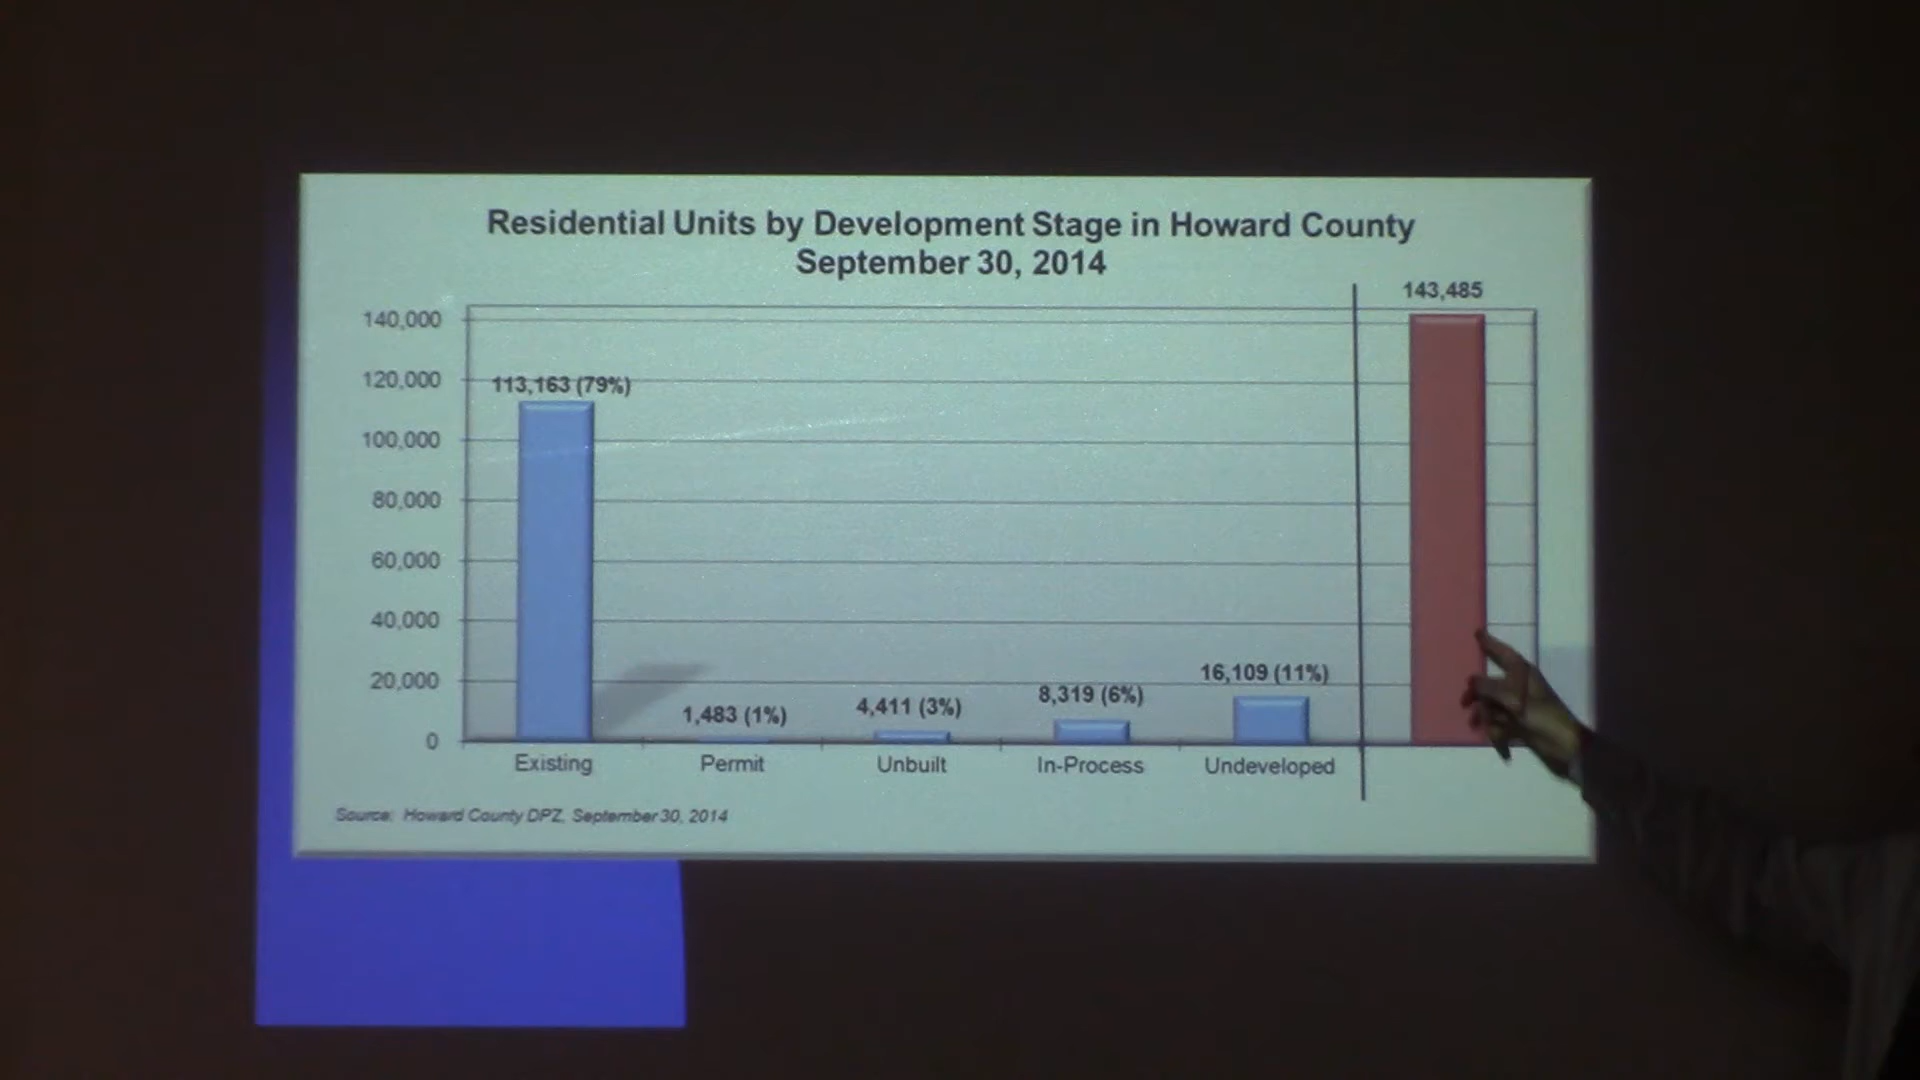 Residential Units by Development Stage in Howard County
September 30, 2014
143,485
140,000
120,000
113,163 (79%)
100,000
80,000
60,000
40,000
20,000
0
1,483 (1%)
4,411 (3%)
8,319 (6%)
16,109 (11%)
Existing
Permit
Unbuilt
In-Process
Undeveloped
Source: Howard County DPZ, September 30, 2014